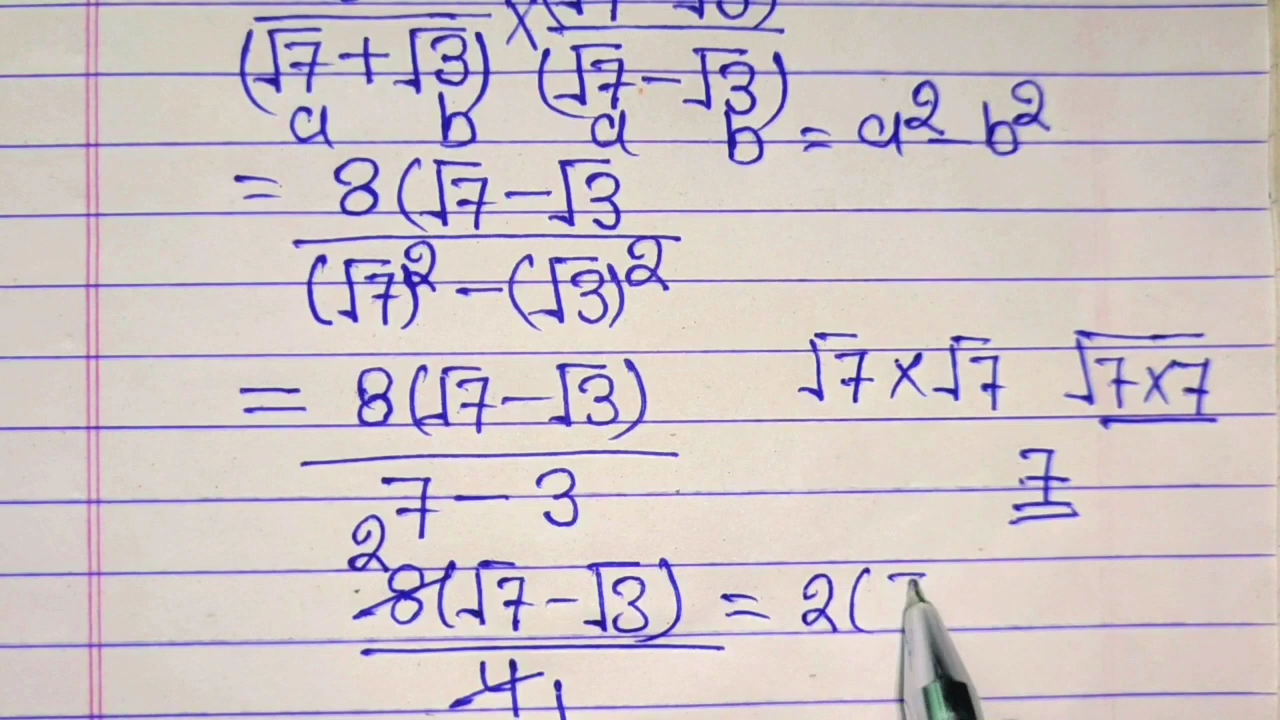 (√7+√3) × (√7-√3)
a b a b = a² - b²
= 8(√7-√3
(√7)² - (√3)²
= 8(√7-√3)
7 - 3
√7×√7 √7×7
7
2
8(√7-√3) = 2(
4 1